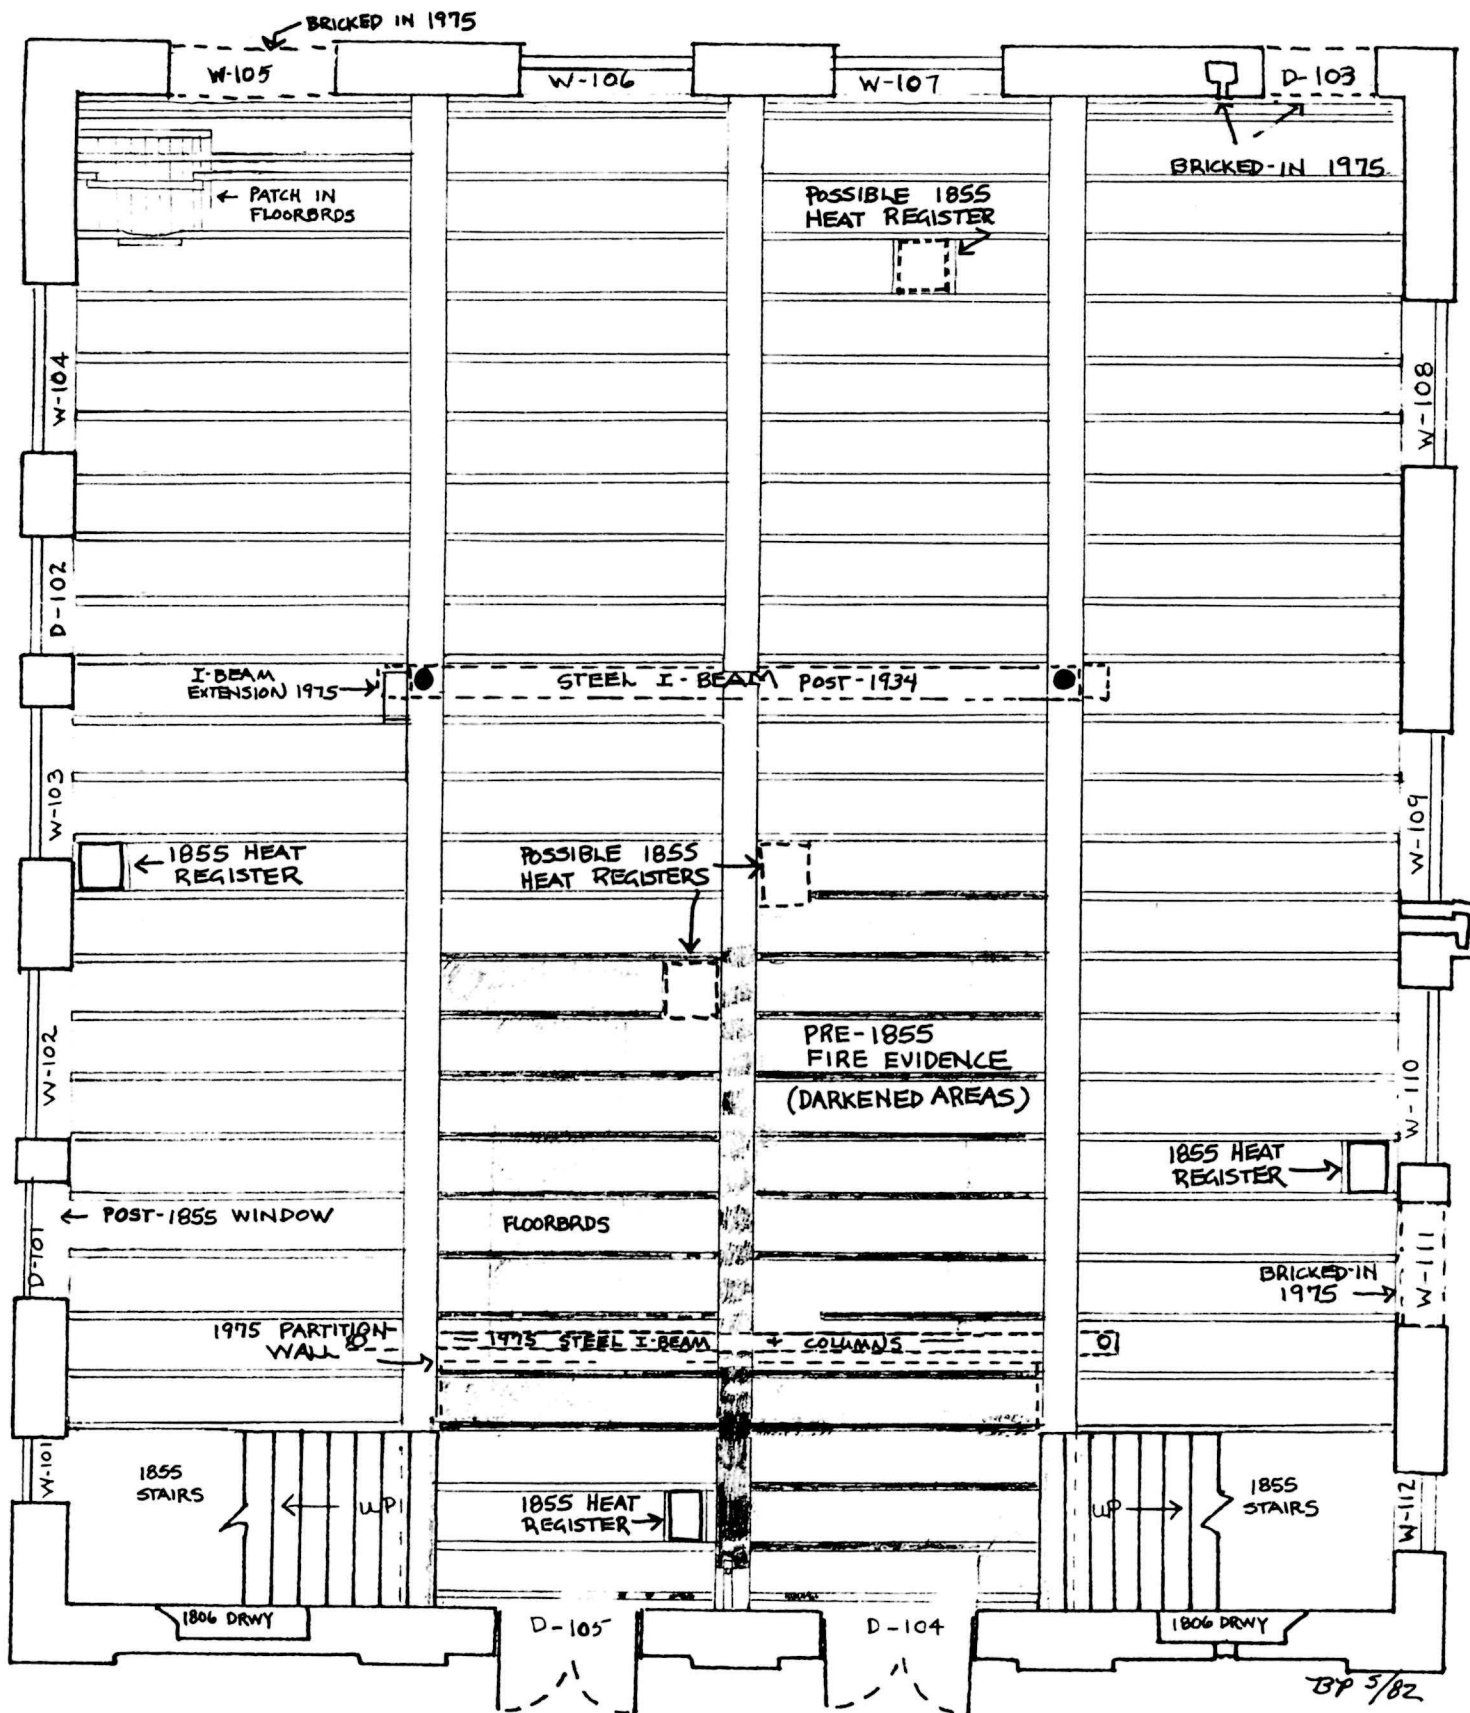 BRICKED IN 1975
W-105
W-106
W-107
D-103
BRICKED-IN 1975
PATCH IN
FLOORBRDS
POSSIBLE 1855
HEAT REGISTER
W-104
W-108
D-102
I-BEAM
EXTENSION 1975
STEEL I-BEAM POST-1934
W-103
W-109
1855 HEAT
REGISTER
POSSIBLE 1855
HEAT REGISTERS
W-102
PRE-1855
FIRE EVIDENCE
(DARKENED AREAS)
W-110
1855 HEAT
REGISTER
D-101
POST-1855 WINDOW
FLOORBRDS
W-111
BRICKED-IN
1975
1975 PARTITION
WALL
1975 STEEL I-BEAM + COLUMNS
W-101
1855
STAIRS
UP
1855 HEAT
REGISTER
UP
1855
STAIRS
W-112
1806 DRWY
D-105
D-104
1806 DRWY
BP 5/82